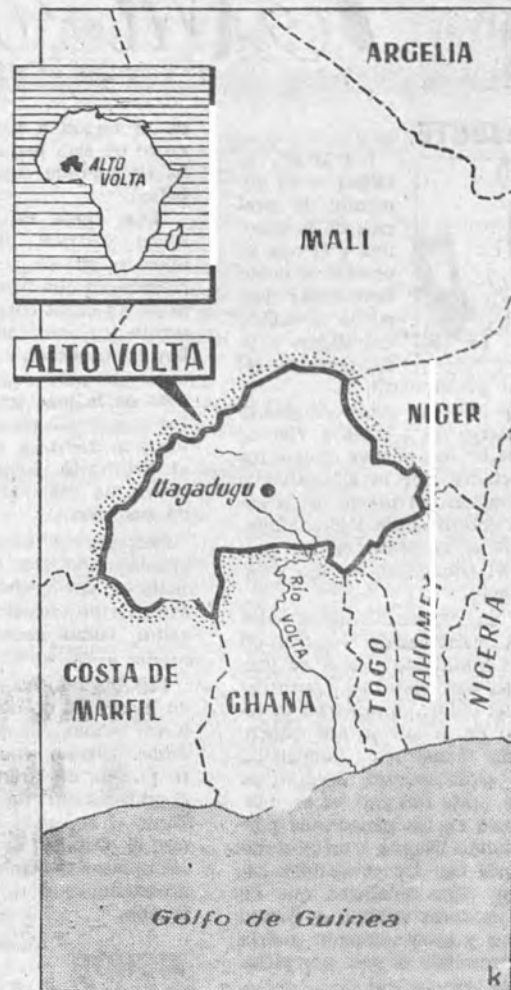 ARGELIA
ALTO
VOLTA
MALI
ALTO VOLTA
NIGER
Uagadugu
RÍO
VOLTA
COSTA DE
MARFIL
GHANA
TOGO
DAHOMEY
NIGERIA
Golfo de Guinea
k